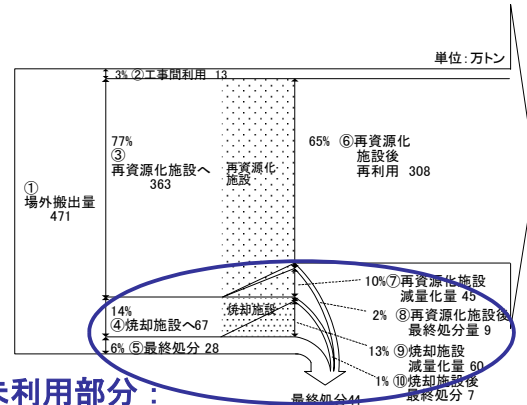 単位:万トン
3% ②工事間利用 13
77%
③
再資源化施設へ
363
再資源化
施設
65% ⑥再資源化
施設後
再利用 308
①
場外搬出量
471
10%⑦再資源化施設
減量化量 45
14%
④焼却施設へ67
焼却施設
2% ⑧再資源化施設後
最終処分量 9
6% ⑤最終処分 28
13% ⑨焼却施設
減量化量 60
1% ⑩焼却施設後
最終処分 7
最終処分44
未利用部分: